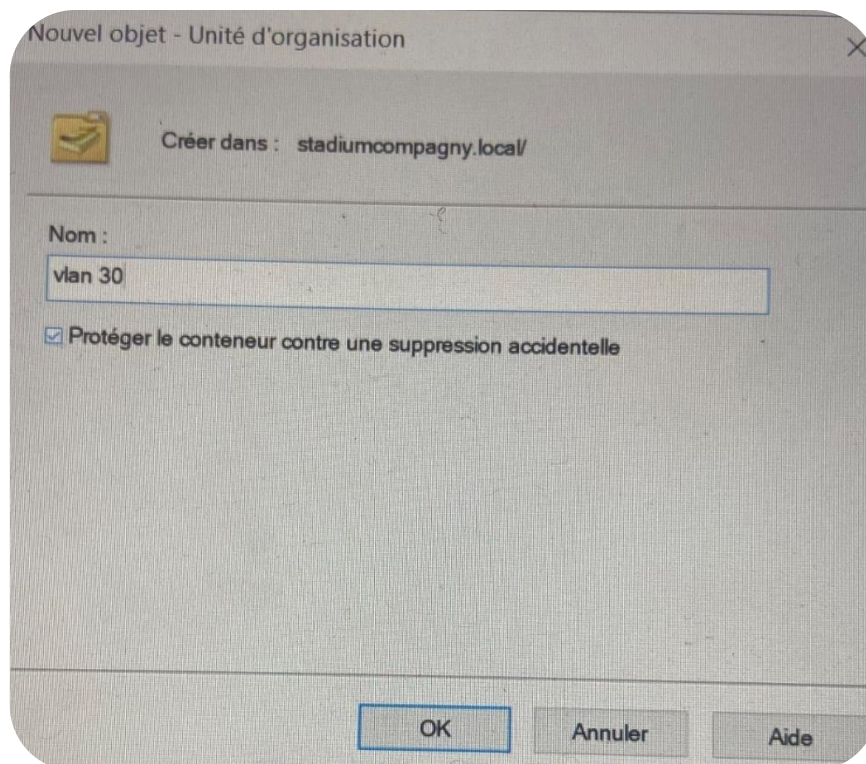 Nouvel objet - Unité d'organisation
Créer dans : stadiumcompagny.local/
Nom :
vlan 30
Protéger le conteneur contre une suppression accidentelle
OK Annuler Aide